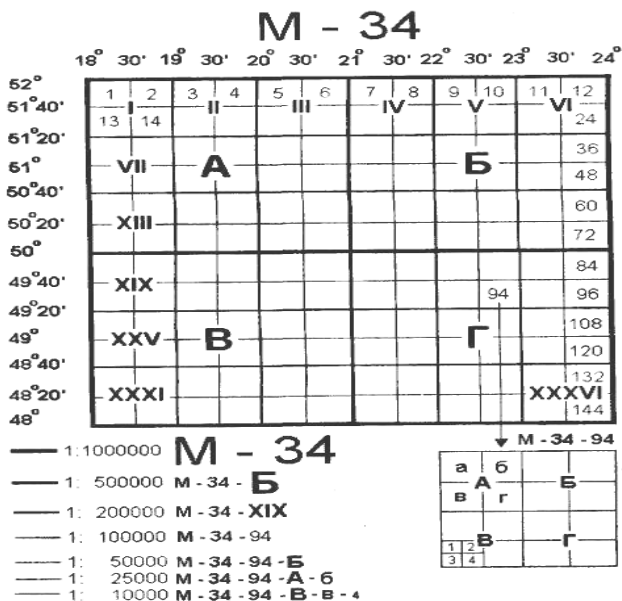 М - 34
18° 30' 19° 30' 20° 30' 21° 30' 22° 30' 23° 30' 24°
52°
1 2 3 4 5 6 7 8 9 10 11 12
51°40' I II III IV V VI
13 14 24
51°20'
36
51° VII А Б
48
50°40'
60
50°20' XIII
72
50°
84
49°40' XIX
94 96
49°20'
108
49° XXV В Г
120
48°40'
132
48°20' XXXI XXXVI
144
48°
М - 34 - 94
а б
А Б
в г
В Г
1 2
3 4
1:1000000 М - 34
1: 500000 М - 34 - Б
1: 200000 М - 34 - XIX
1: 100000 М - 34 - 94
1: 50000 М - 34 - 94 - Б
1: 25000 М - 34 - 94 - А - б
1: 10000 М - 34 - 94 - В - в - 4